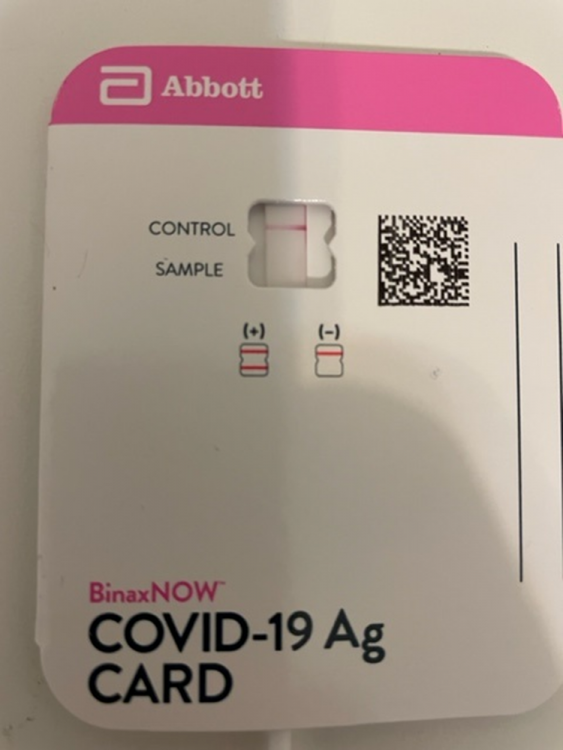 Abbott
CONTROL
SAMPLE
(+) (-)
BinaxNOW™
COVID-19 Ag
CARD